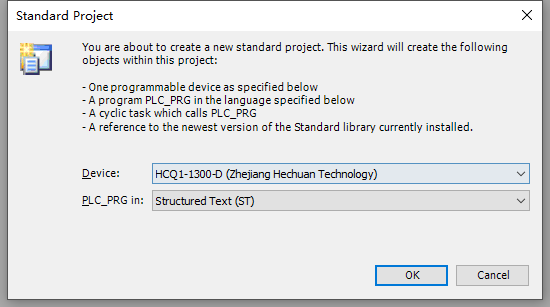 Standard Project
You are about to create a new standard project. This wizard will create the following
objects within this project:
- One programmable device as specified below
- A program PLC_PRG in the language specified below
- A cyclic task which calls PLC_PRG
- A reference to the newest version of the Standard library currently installed.
Device: HCQ1-1300-D (Zhejiang Hechuan Technology)
PLC_PRG in: Structured Text (ST)
OK Cancel